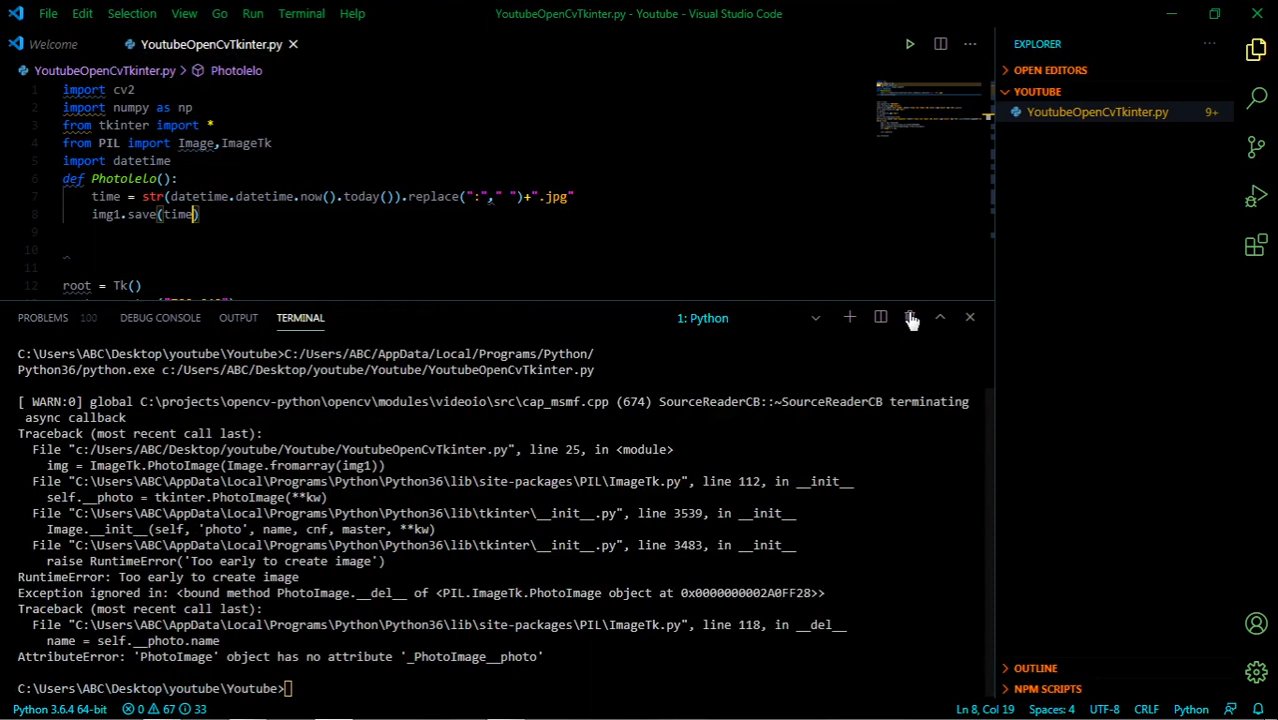 File Edit Selection View Go Run Terminal Help YoutubeOpenCvTkinter.py - Youtube - Visual Studio Code
Welcome YoutubeOpenCvTkinter.py
YoutubeOpenCvTkinter.py > Photolelo
1 import cv2
2 import numpy as np
3 from tkinter import *
4 from PIL import Image,ImageTk
5 import datetime
6 def Photolelo():
7 time = str(datetime.datetime.now().today()).replace(":"," ")+".jpg"
8 img1.save(time)
9
10
11
12 root = Tk()
PROBLEMS 100 DEBUG CONSOLE OUTPUT TERMINAL 1: Python
C:\Users\ABC\Desktop\youtube\Youtube>C:/Users/ABC/AppData/Local/Programs/Python/
Python36/python.exe c:/Users/ABC/Desktop/youtube/Youtube/YoutubeOpenCvTkinter.py
[ WARN:0] global C:\projects\opencv-python\opencv\modules\videoio\src\cap_msmf.cpp (674) SourceReaderCB::~SourceReaderCB terminating
async callback
Traceback (most recent call last):
File "c:/Users/ABC/Desktop/youtube/Youtube/YoutubeOpenCvTkinter.py", line 25, in <module>
img = ImageTk.PhotoImage(Image.fromarray(img1))
File "C:\Users\ABC\AppData\Local\Programs\Python\Python36\lib\site-packages\PIL\ImageTk.py", line 112, in __init__
self.__photo = tkinter.PhotoImage(**kw)
File "C:\Users\ABC\AppData\Local\Programs\Python\Python36\lib\tkinter\__init__.py", line 3539, in __init__
Image.__init__(self, 'photo', name, cnf, master, **kw)
File "C:\Users\ABC\AppData\Local\Programs\Python\Python36\lib\tkinter\__init__.py", line 3483, in __init__
raise RuntimeError('Too early to create image')
RuntimeError: Too early to create image
Exception ignored in: <bound method PhotoImage.__del__ of <PIL.ImageTk.PhotoImage object at 0x0000000002A0FF28>>
Traceback (most recent call last):
File "C:\Users\ABC\AppData\Local\Programs\Python\Python36\lib\site-packages\PIL\ImageTk.py", line 118, in __del__
name = self.__photo.name
AttributeError: 'PhotoImage' object has no attribute '_PhotoImage__photo'
C:\Users\ABC\Desktop\youtube\Youtube>
EXPLORER
OPEN EDITORS
YOUTUBE
YoutubeOpenCvTkinter.py 9+
OUTLINE
NPM SCRIPTS
Python 3.6.4 64-bit 0 67 33 Ln 8, Col 19 Spaces: 4 UTF-8 CRLF Python